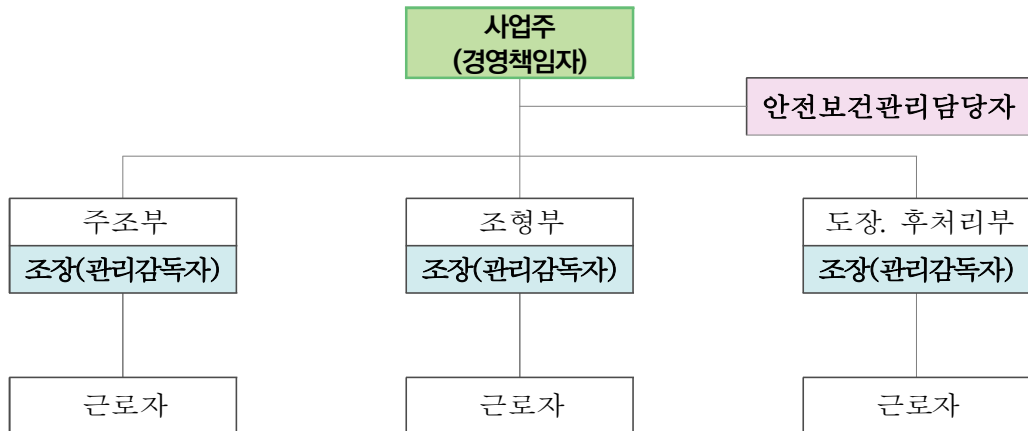 사업주
(경영책임자)
안전보건관리담당자
주조부
조형부
도장. 후처리부
조장(관리감독자)
조장(관리감독자)
조장(관리감독자)
근로자
근로자
근로자